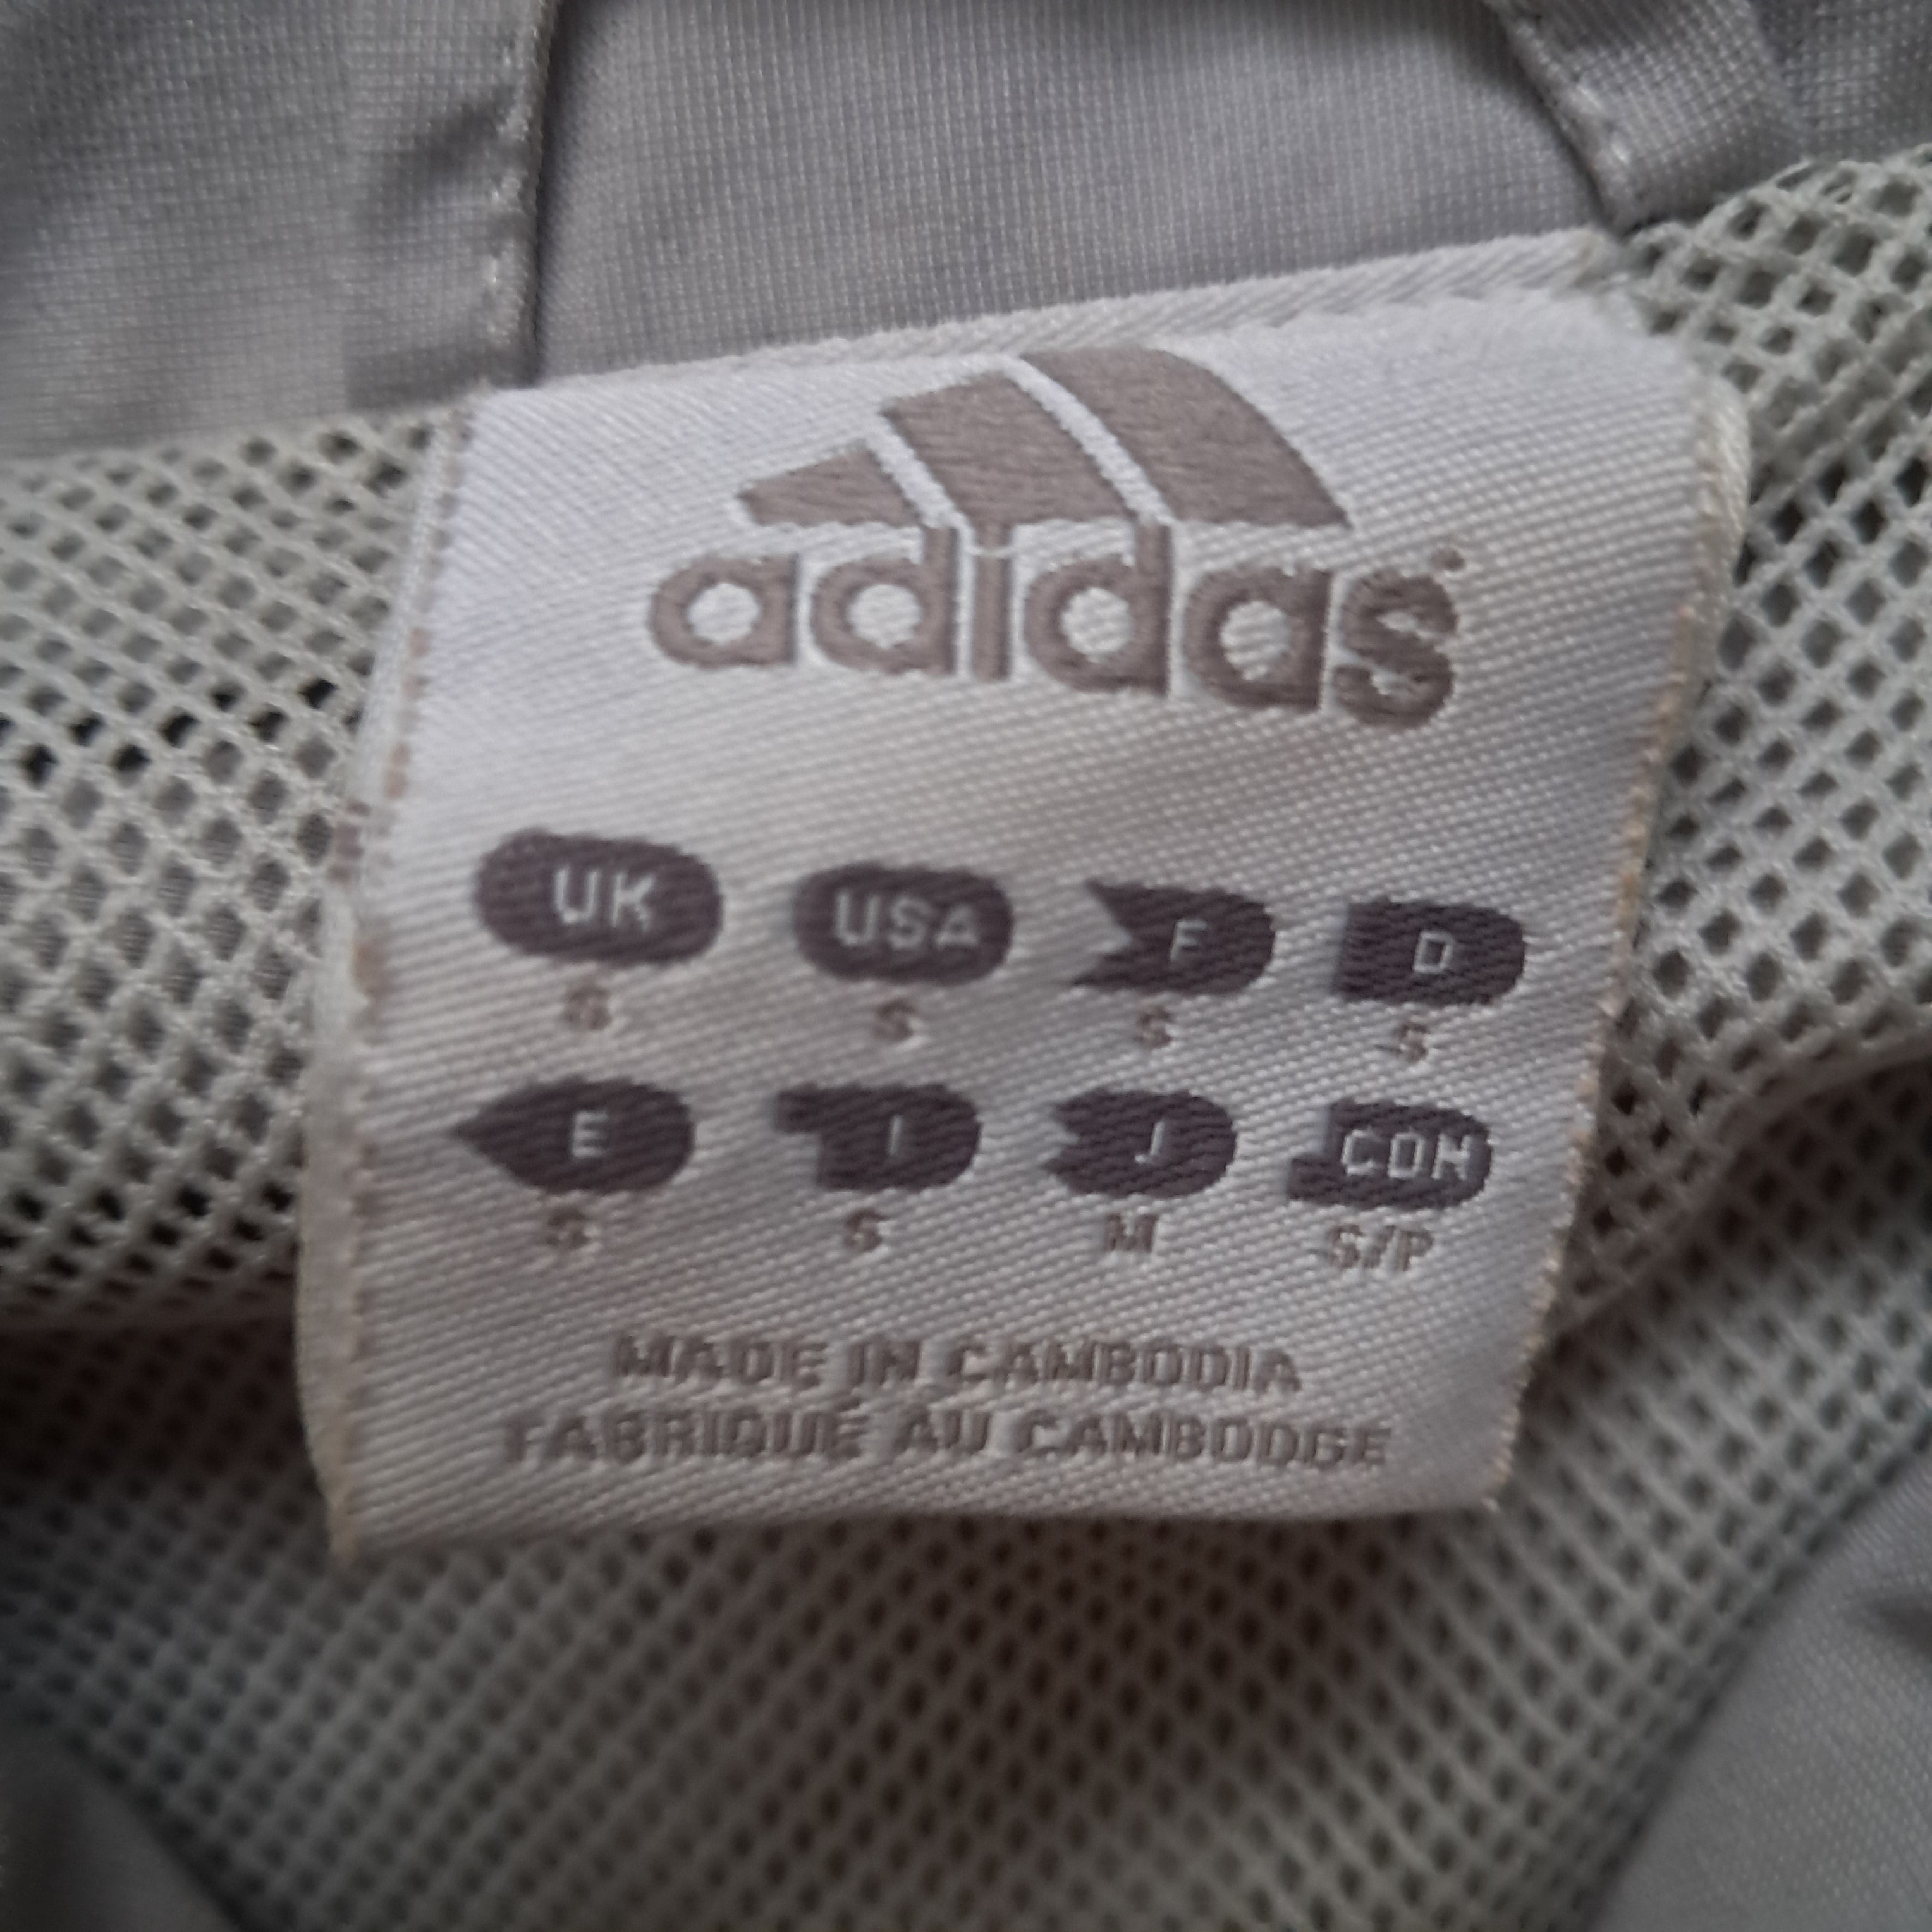 adidas
UK USA F D
S S S S
E I J CDN
S S M S/P
MADE IN CAMBODIA
FABRIQUÉ AU CAMBODGE